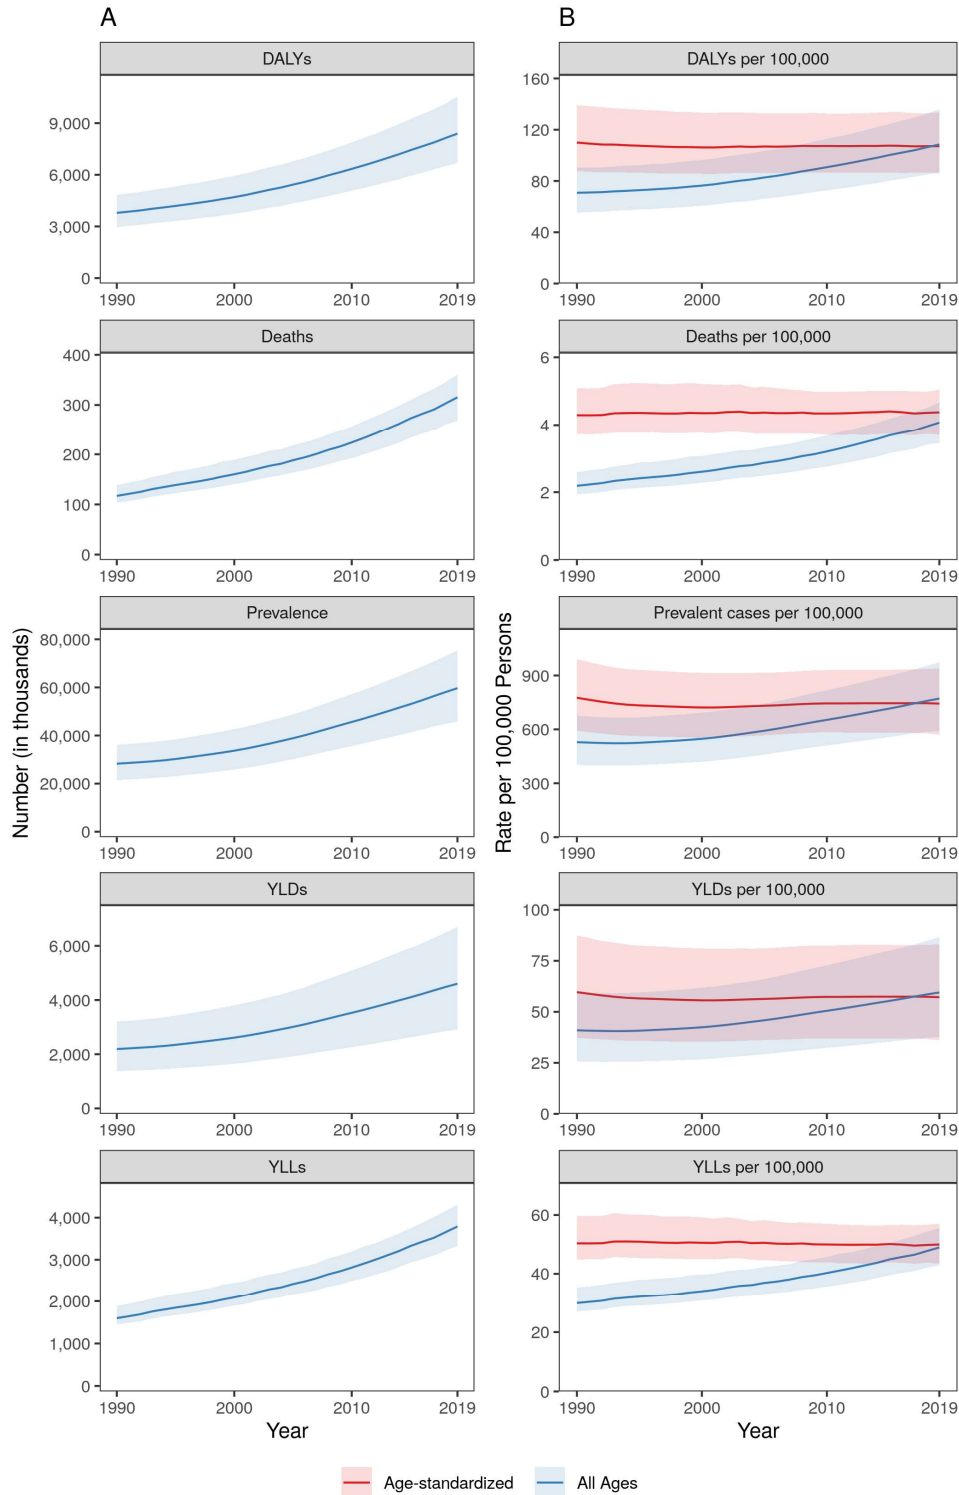 A
B
DALYs
9,000
6,000
3,000
0
1990 2000 2010 2019
DALYs per 100,000
160
120
80
40
0
1990 2000 2010 2019
Deaths
400
300
200
100
0
1990 2000 2010 2019
Deaths per 100,000
6
4
2
0
1990 2000 2010 2019
Number (in thousands)
Prevalence
80,000
60,000
40,000
20,000
0
1990 2000 2010 2019
Rate per 100,000 Persons
Prevalent cases per 100,000
900
600
300
0
1990 2000 2010 2019
YLDs
6,000
4,000
2,000
0
1990 2000 2010 2019
YLDs per 100,000
100
75
50
25
0
1990 2000 2010 2019
YLLs
4,000
3,000
2,000
1,000
0
1990 2000 2010 2019
Year
YLLs per 100,000
60
40
20
0
1990 2000 2010 2019
Year
Age-standardized
All Ages